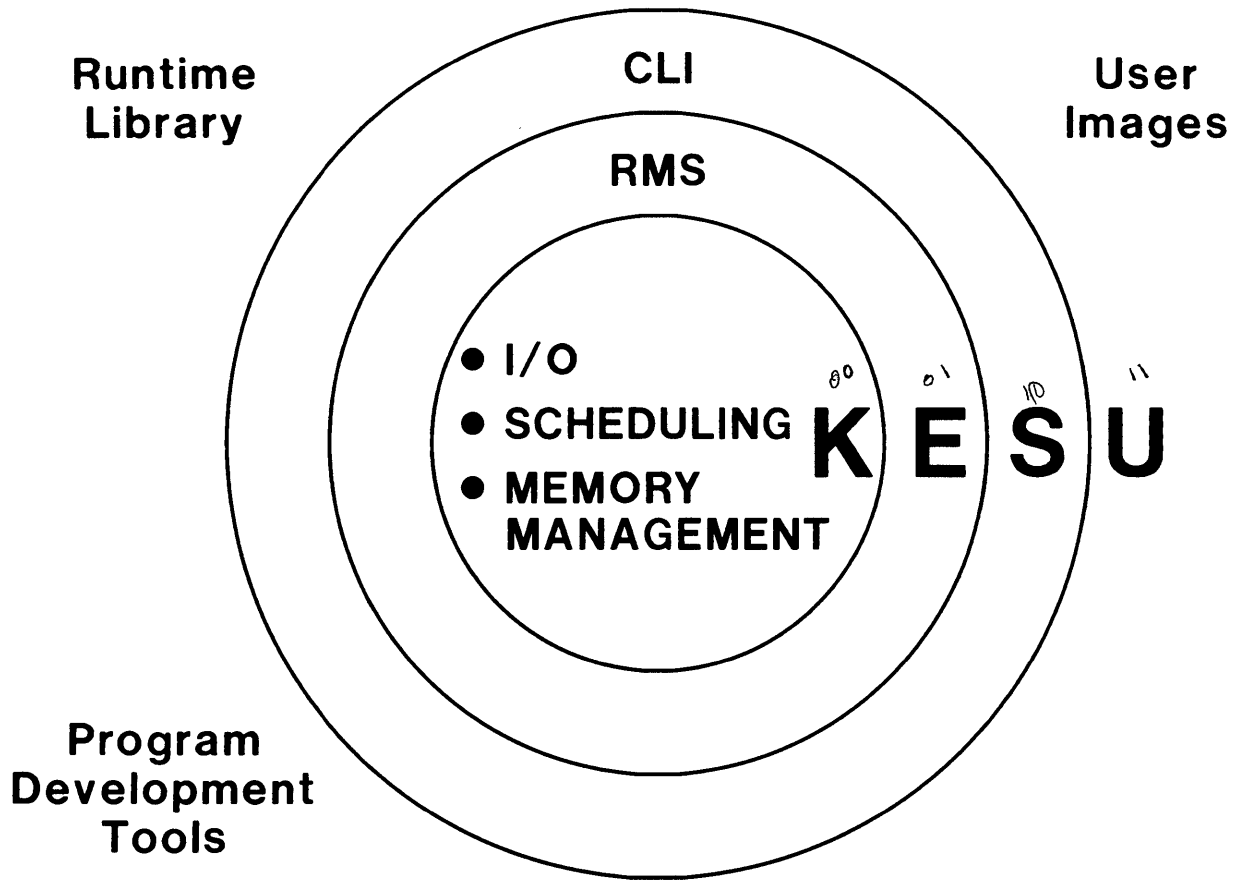 CLI
Runtime
Library
User
Images
RMS
● I/O
● SCHEDULING
● MEMORY
MANAGEMENT
00 01 10 11
K E S U
Program
Development
Tools